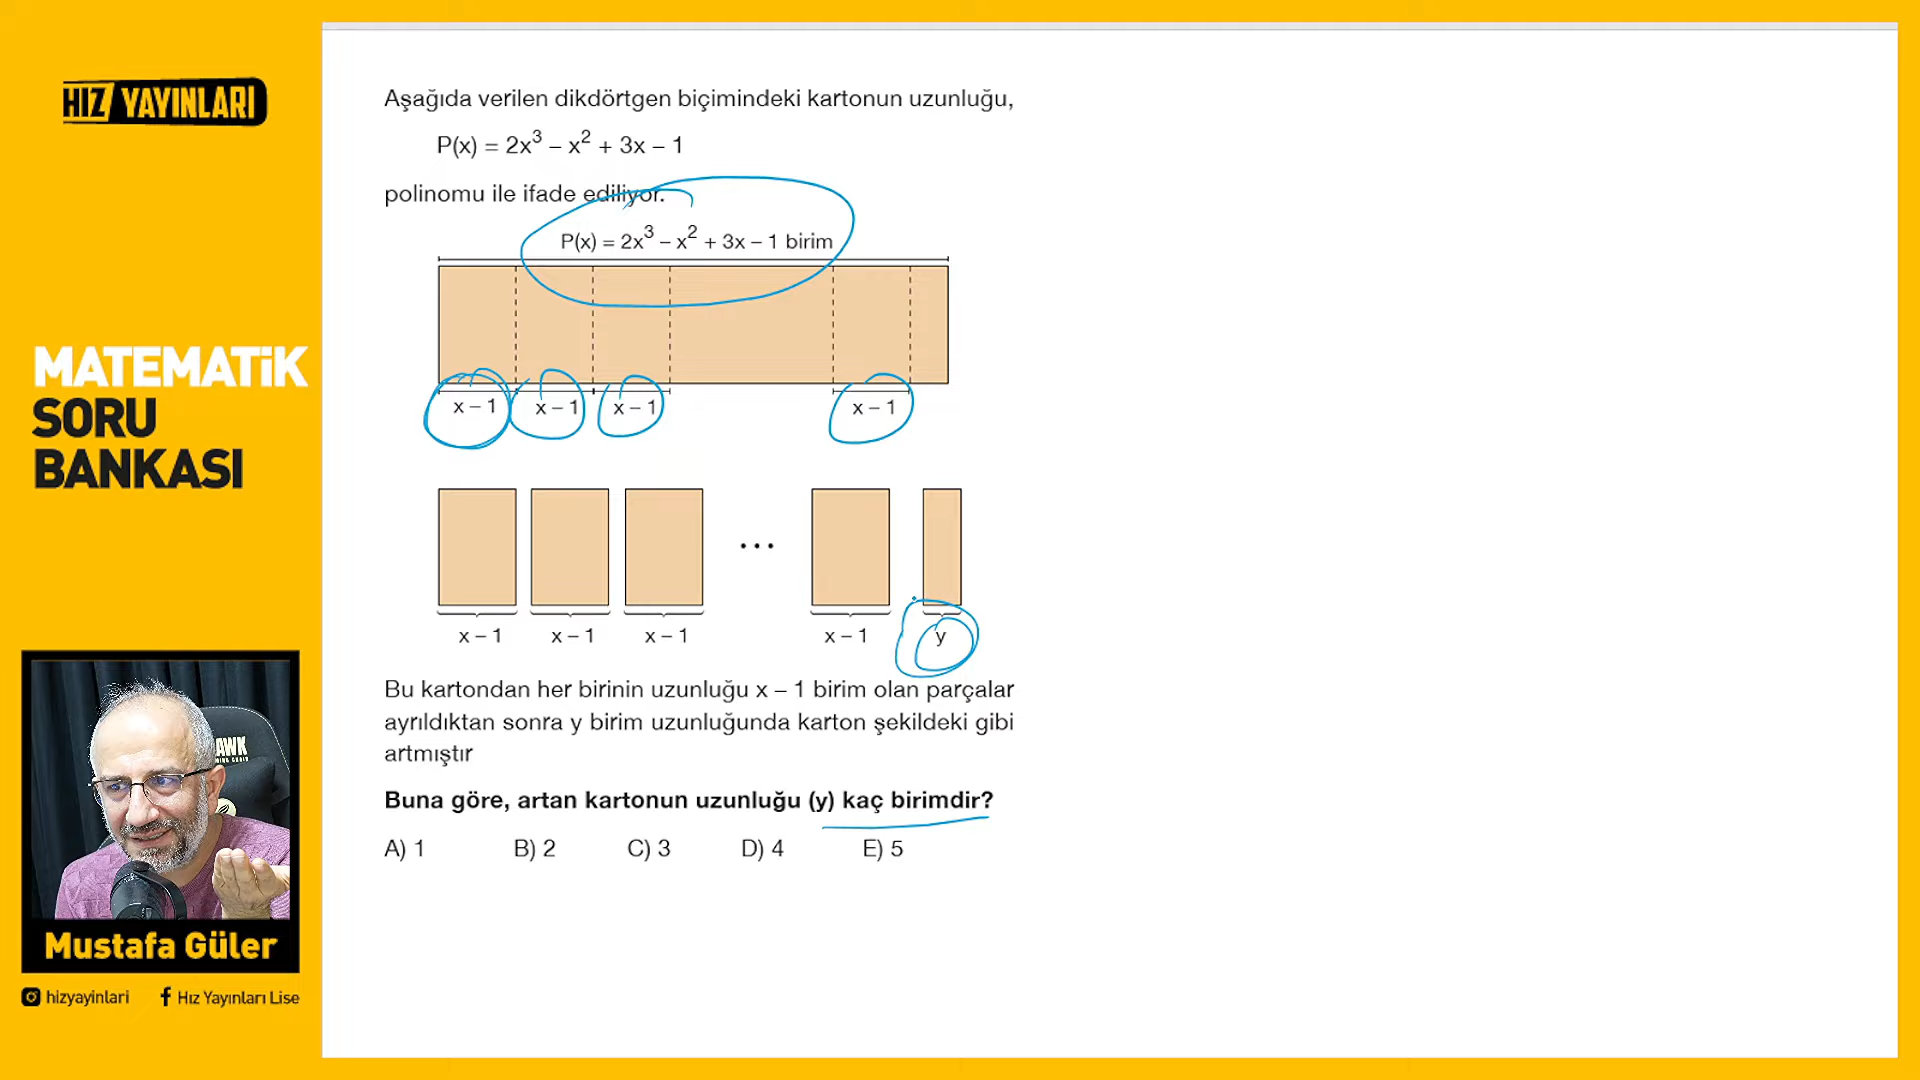 HIZ YAYINLARI
MATEMATİK
SORU
BANKASI
AWK
Mustafa Güler
hizyayinlari
Hız Yayınları Lise
Aşağıda verilen dikdörtgen biçimindeki kartonun uzunluğu,
P(x) = 2x³ – x² + 3x – 1
polinomu ile ifade ediliyor.
P(x) = 2x³ – x² + 3x – 1 birim
x – 1 x – 1 x – 1 x – 1
x – 1 x – 1 x – 1 ... x – 1 y
Bu kartondan her birinin uzunluğu x – 1 birim olan parçalar
ayrıldıktan sonra y birim uzunluğunda karton şekildeki gibi
artmıştır
Buna göre, artan kartonun uzunluğu (y) kaç birimdir?
A) 1 B) 2 C) 3 D) 4 E) 5